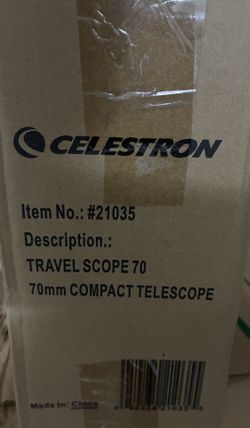 CELESTRON
Item No.: #21035
Description.:
TRAVEL SCOPE 70
70mm COMPACT TELESCOPE
Made In: China